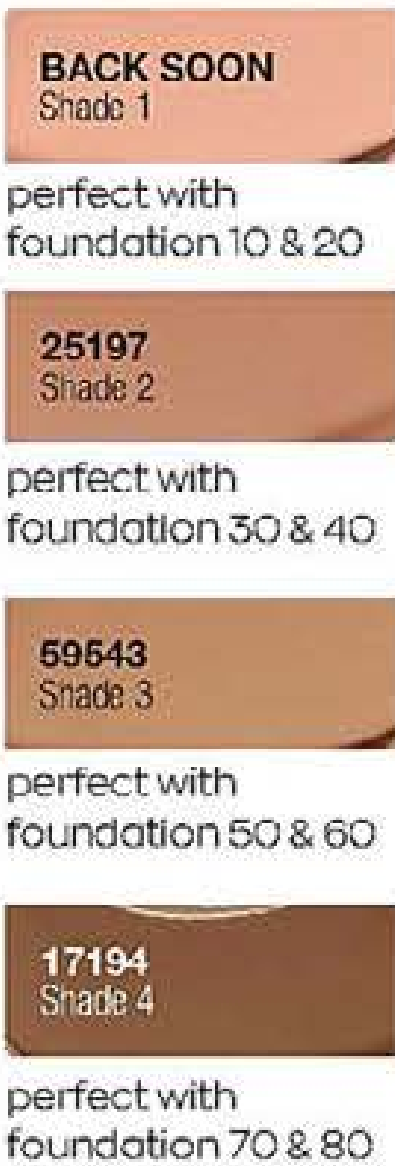 BACK SOON
Shade 1
perfect with
foundation 10 & 20
25197
Shade 2
perfect with
foundation 30 & 40
59543
Shade 3
perfect with
foundation 50 & 60
17194
Shade 4
perfect with
foundation 70 & 80